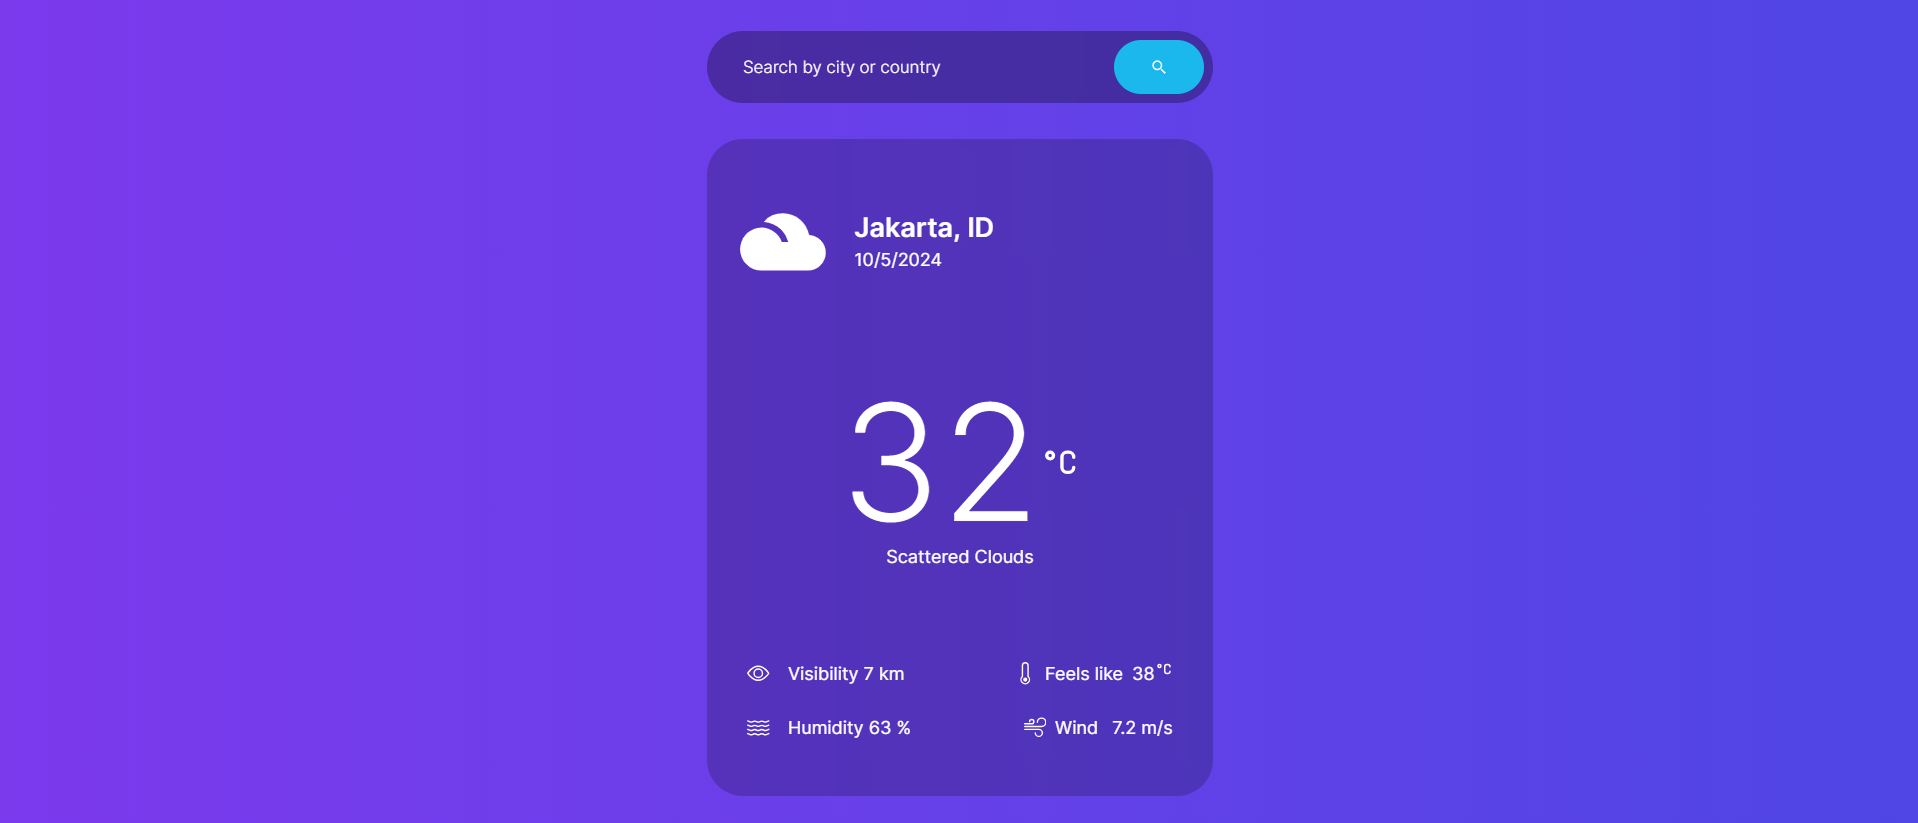 Search by city or country
Jakarta, ID
10/5/2024
32 °C
Scattered Clouds
Visibility 7 km
Feels like 38 °C
Humidity 63 %
Wind 7.2 m/s